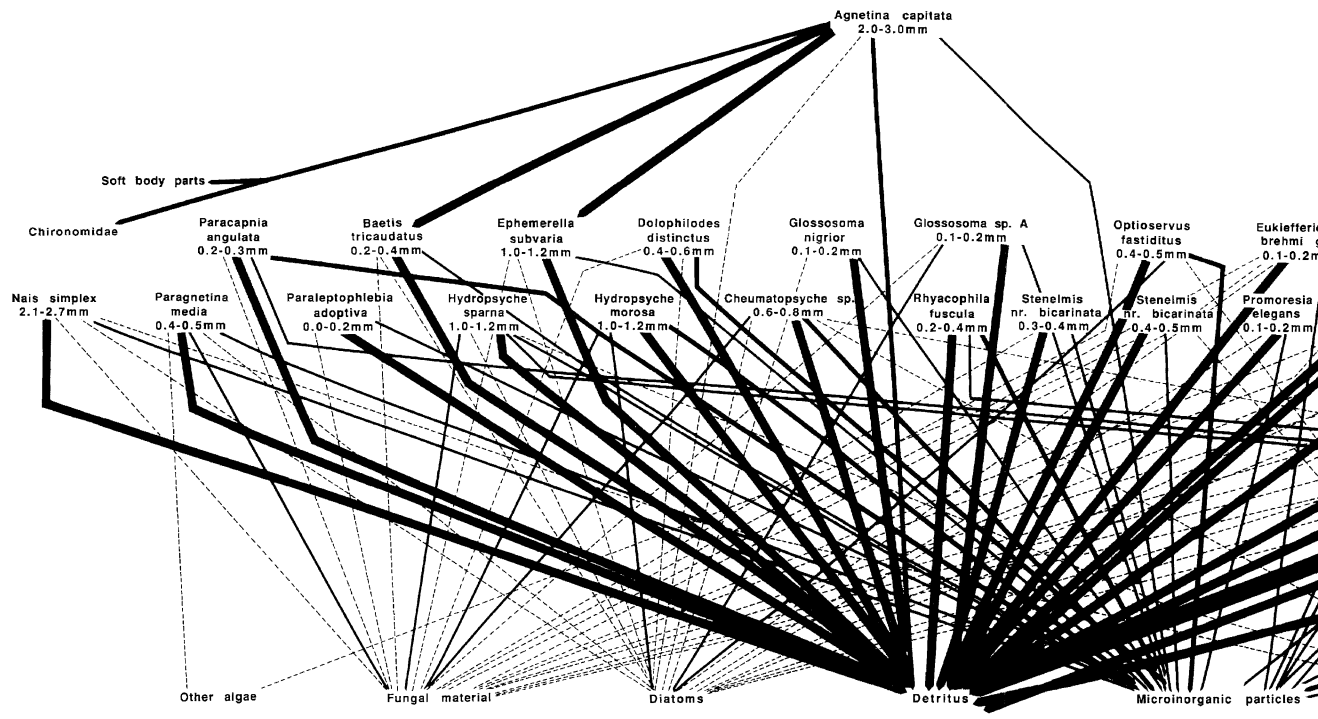 Agnetina capitata
2.0-3.0mm
Soft body parts
Chironomidae
Paracapnia
angulata
0.2-0.3mm
Baetis
tricaudatus
0.2-0.4mm
Ephemerella
subvaria
1.0-1.2mm
Dolophilodes
distinctus
0.4-0.6mm
Glossosoma
nigrior
0.1-0.2mm
Glossosoma sp. A
0.1-0.2mm
Optioservus
fastiditus
0.4-0.5mm
Eukiefferie
brehmi g
0.1-0.2m
Nais simplex
2.1-2.7mm
Paragnetina
media
0.4-0.5mm
Paraleptophlebia
adoptiva
0.0-0.2mm
Hydropsyche
sparna
1.0-1.2mm
Hydropsyche
morosa
1.0-1.2mm
Cheumatopsyche sp.
0.6-0.8mm
Rhyacophila
fuscula
0.2-0.4mm
Stenelmis
nr. bicarinata
0.3-0.4mm
Stenelmis
nr. bicarinata
0.4-0.5mm
Promoresia
elegans
0.1-0.2mm
Other algae
Fungal material
Diatoms
Detritus
Microinorganic particles